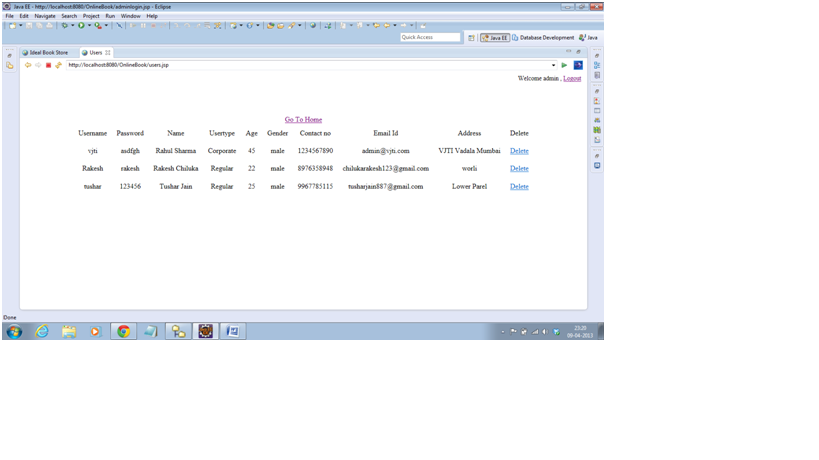 Java EE - http://localhost:8080/OnlineBook/adminlogin.jsp - Eclipse
File Edit Navigate Search Project Run Window Help
Quick Access Java EE Database Development Java
Ideal Book Store Users
http://localhost:8080/OnlineBook/users.jsp
Welcome admin , Logout
Go To Home
Username Password Name Usertype Age Gender Contact no Email Id Address Delete
vjti asdfgh Rahul Sharma Corporate 45 male 1234567890 admin@vjti.com VJTI Vadala Mumbai Delete
Rakesh rakesh Rakesh Chiluka Regular 22 male 8976358948 chilukarakesh123@gmail.com worli Delete
tushar 123456 Tushar Jain Regular 25 male 9967785115 tusharjain887@gmail.com Lower Parel Delete
Done
23:20
08-04-2013